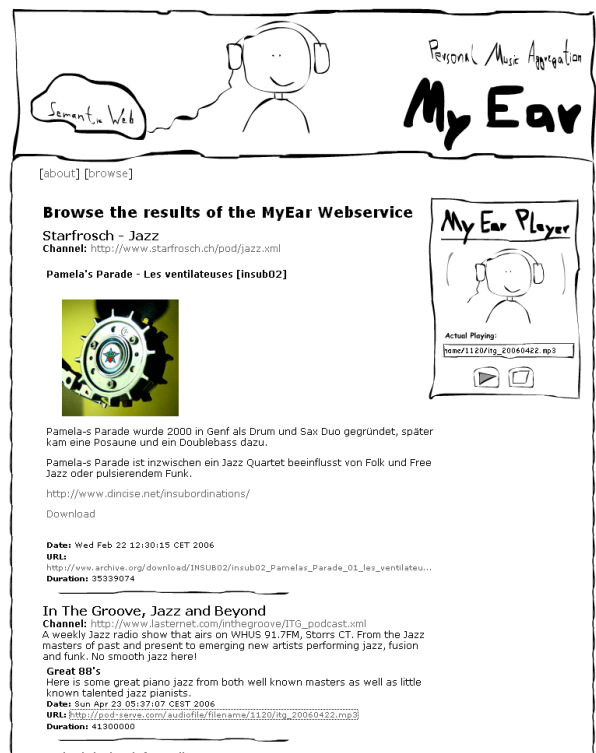 Personal Music Aggregation
Semantic Web
My Ear
[about] [browse]
Browse the results of the MyEar Webservice
Starfrosch - Jazz
Channel: http://www.starfrosch.ch/pod/jazz.xml
Pamela's Parade - Les ventilateuses [insub02]
Pamela-s Parade wurde 2000 in Genf als Drum und Sax Duo gegründet, später
kam eine Posaune und ein Doublebass dazu.
Pamela-s Parade ist inzwischen ein Jazz Quartet beeinflusst von Folk und Free
Jazz oder pulsierendem Funk.
http://www.dincise.net/insubordinations/
Download
Date: Wed Feb 22 12:30:15 CET 2006
URL:
http://www.archive.org/download/INSUB02/insub02_Pamelas_Parade_01_les_ventilateu...
Duration: 35339074
In The Groove, Jazz and Beyond
Channel: http://www.lasternet.com/inthegroove/ITG_podcast.xml
A weekly Jazz radio show that airs on WHUS 91.7FM, Storrs CT. From the Jazz
masters of past and present to emerging new artists performing jazz, fusion
and funk. No smooth jazz here!
Great 88's
Here is some great piano jazz from both well known masters as well as little
known talented jazz pianists.
Date: Sun Apr 23 05:37:07 CEST 2006
URL: http://pod-serve.com/audiofile/filename/1120/itg_20060422.mp3
Duration: 41300000
My Ear Player
Actual Playing:
name/1120/itg_20060422.mp3